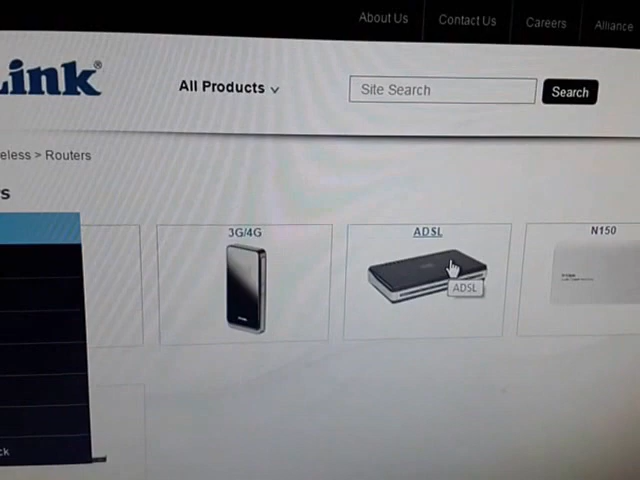 About Us
Contact Us
Careers
Alliance
Link®
All Products
Site Search
Search
eless > Routers
s
3G/4G
ADSL
N150
ADSL
ck